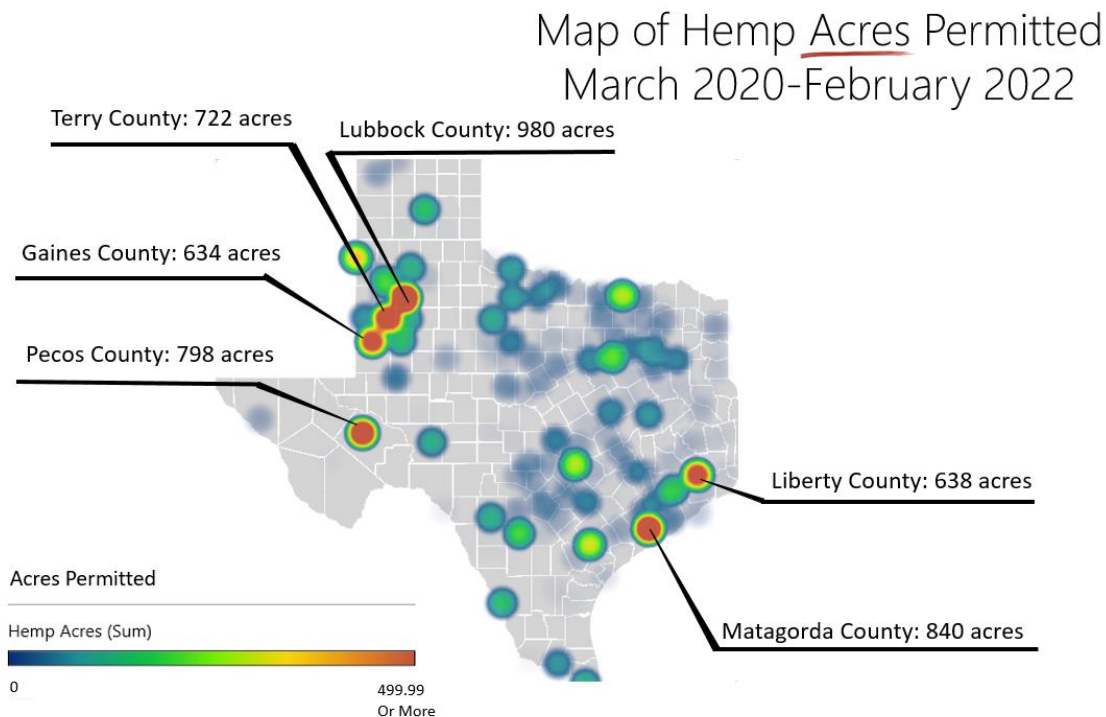 Map of Hemp Acres Permitted
March 2020-February 2022
Terry County: 722 acres
Lubbock County: 980 acres
Gaines County: 634 acres
Pecos County: 798 acres
Liberty County: 638 acres
Matagorda County: 840 acres
Acres Permitted
Hemp Acres (Sum)
0
499.99
Or More